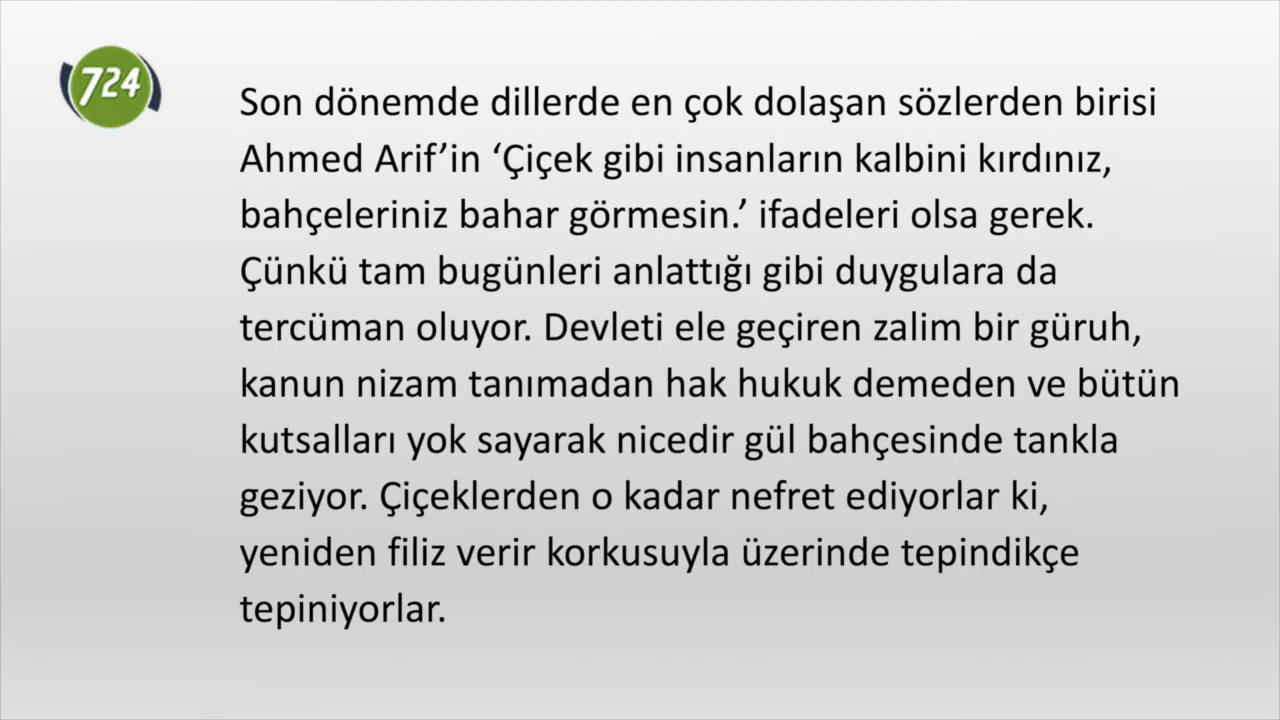 724
Son dönemde dillerde en çok dolaşan sözlerden birisi
Ahmed Arif’in ‘Çiçek gibi insanların kalbini kırdınız,
bahçeleriniz bahar görmesin.’ ifadeleri olsa gerek.
Çünkü tam bugünleri anlattığı gibi duygulara da
tercüman oluyor. Devleti ele geçiren zalim bir güruh,
kanun nizam tanımadan hak hukuk demeden ve bütün
kutsalları yok sayarak nicedir gül bahçesinde tankla
geziyor. Çiçeklerden o kadar nefret ediyorlar ki,
yeniden filiz verir korkusuyla üzerinde tepindikçe
tepiniyorlar.